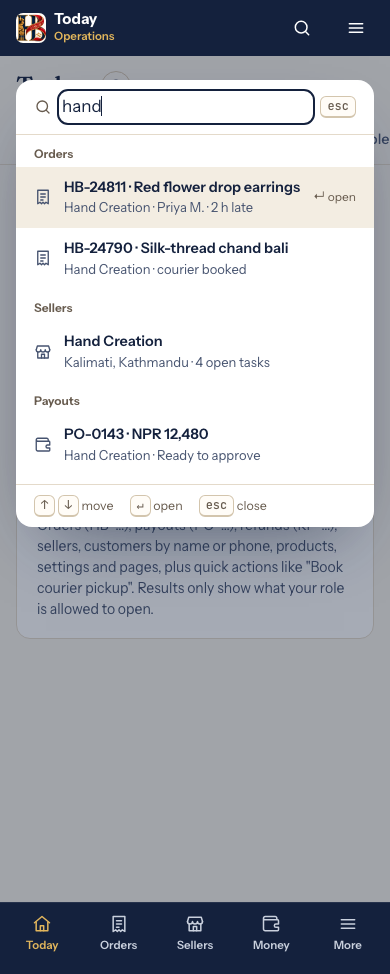 Today
Operations
hand
esc
Orders
HB-24811 · Red flower drop earrings
Hand Creation · Priya M. · 2 h late
↵ open
HB-24790 · Silk-thread chand bali
Hand Creation · courier booked
Sellers
Hand Creation
Kalimati, Kathmandu · 4 open tasks
Payouts
PO-0143 · NPR 12,480
Hand Creation · Ready to approve
↑ ↓ move ↵ open esc close
sellers, customers by name or phone, products,
settings and pages, plus quick actions like "Book
courier pickup". Results only show what your role
is allowed to open.
Today
Orders
Sellers
Money
More